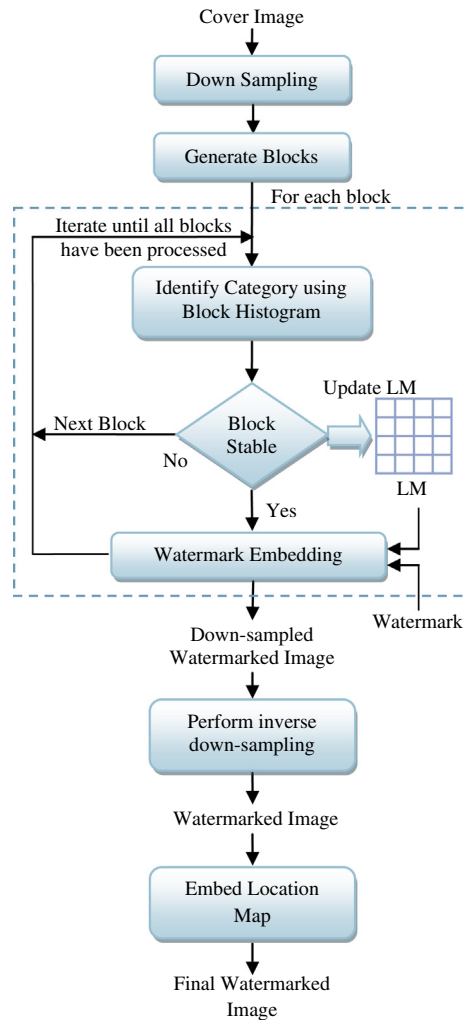 Cover Image
Down Sampling
Generate Blocks
For each block
Iterate until all blocks
have been processed
Identify Category using
Block Histogram
Update LM
Next Block
Block
Stable
No
LM
Yes
Watermark Embedding
Watermark
Down-sampled
Watermarked Image
Perform inverse
down-sampling
Watermarked Image
Embed Location
Map
Final Watermarked
Image